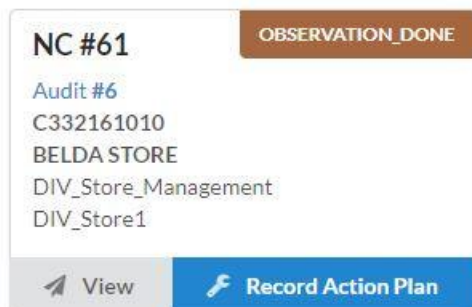 NC #61
OBSERVATION_DONE
Audit #6
C332161010
BELDA STORE
DIV_Store_Management
DIV_Store1
View
Record Action Plan